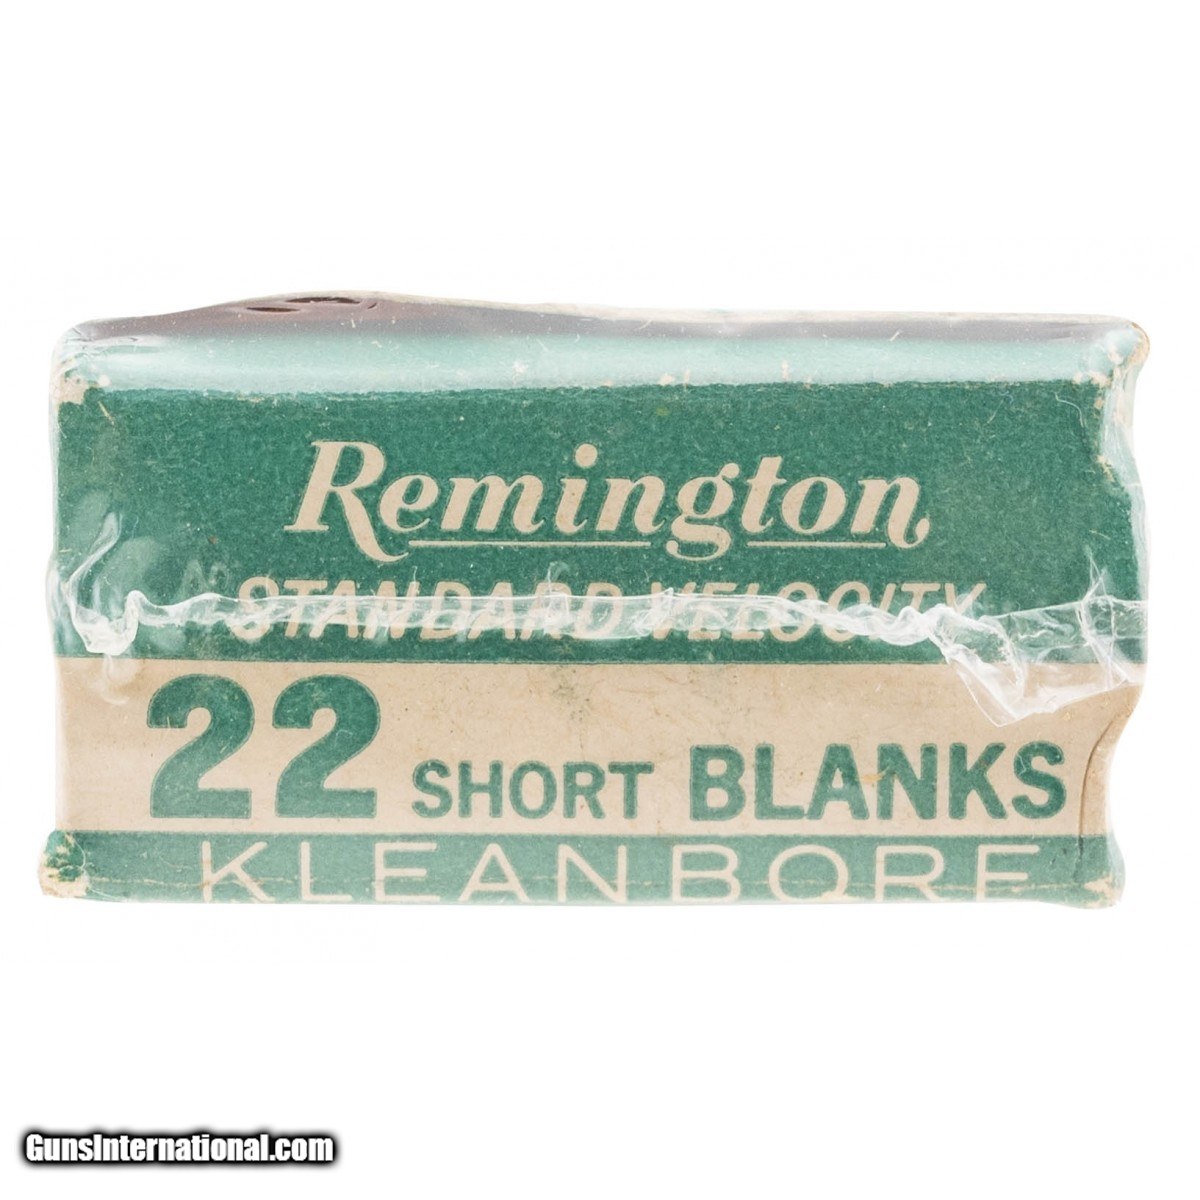 Remington
STANDARD VELOCITY
22 SHORT BLANKS
KLEANBORE
GunsInternational.com